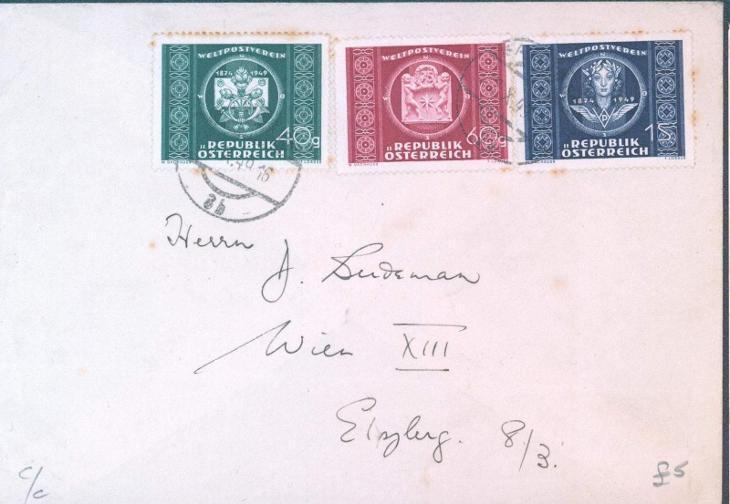 WELTPOSTVEREIN
1874 1949
40g
REPUBLIK
ÖSTERREICH
WELTPOSTVEREIN
60g
REPUBLIK
ÖSTERREICH
WELTPOSTVEREIN
1874 1949
1S
REPUBLIK
ÖSTERREICH
8b
Herrn
J.
Wien XIII
8/3.
c/c
£5